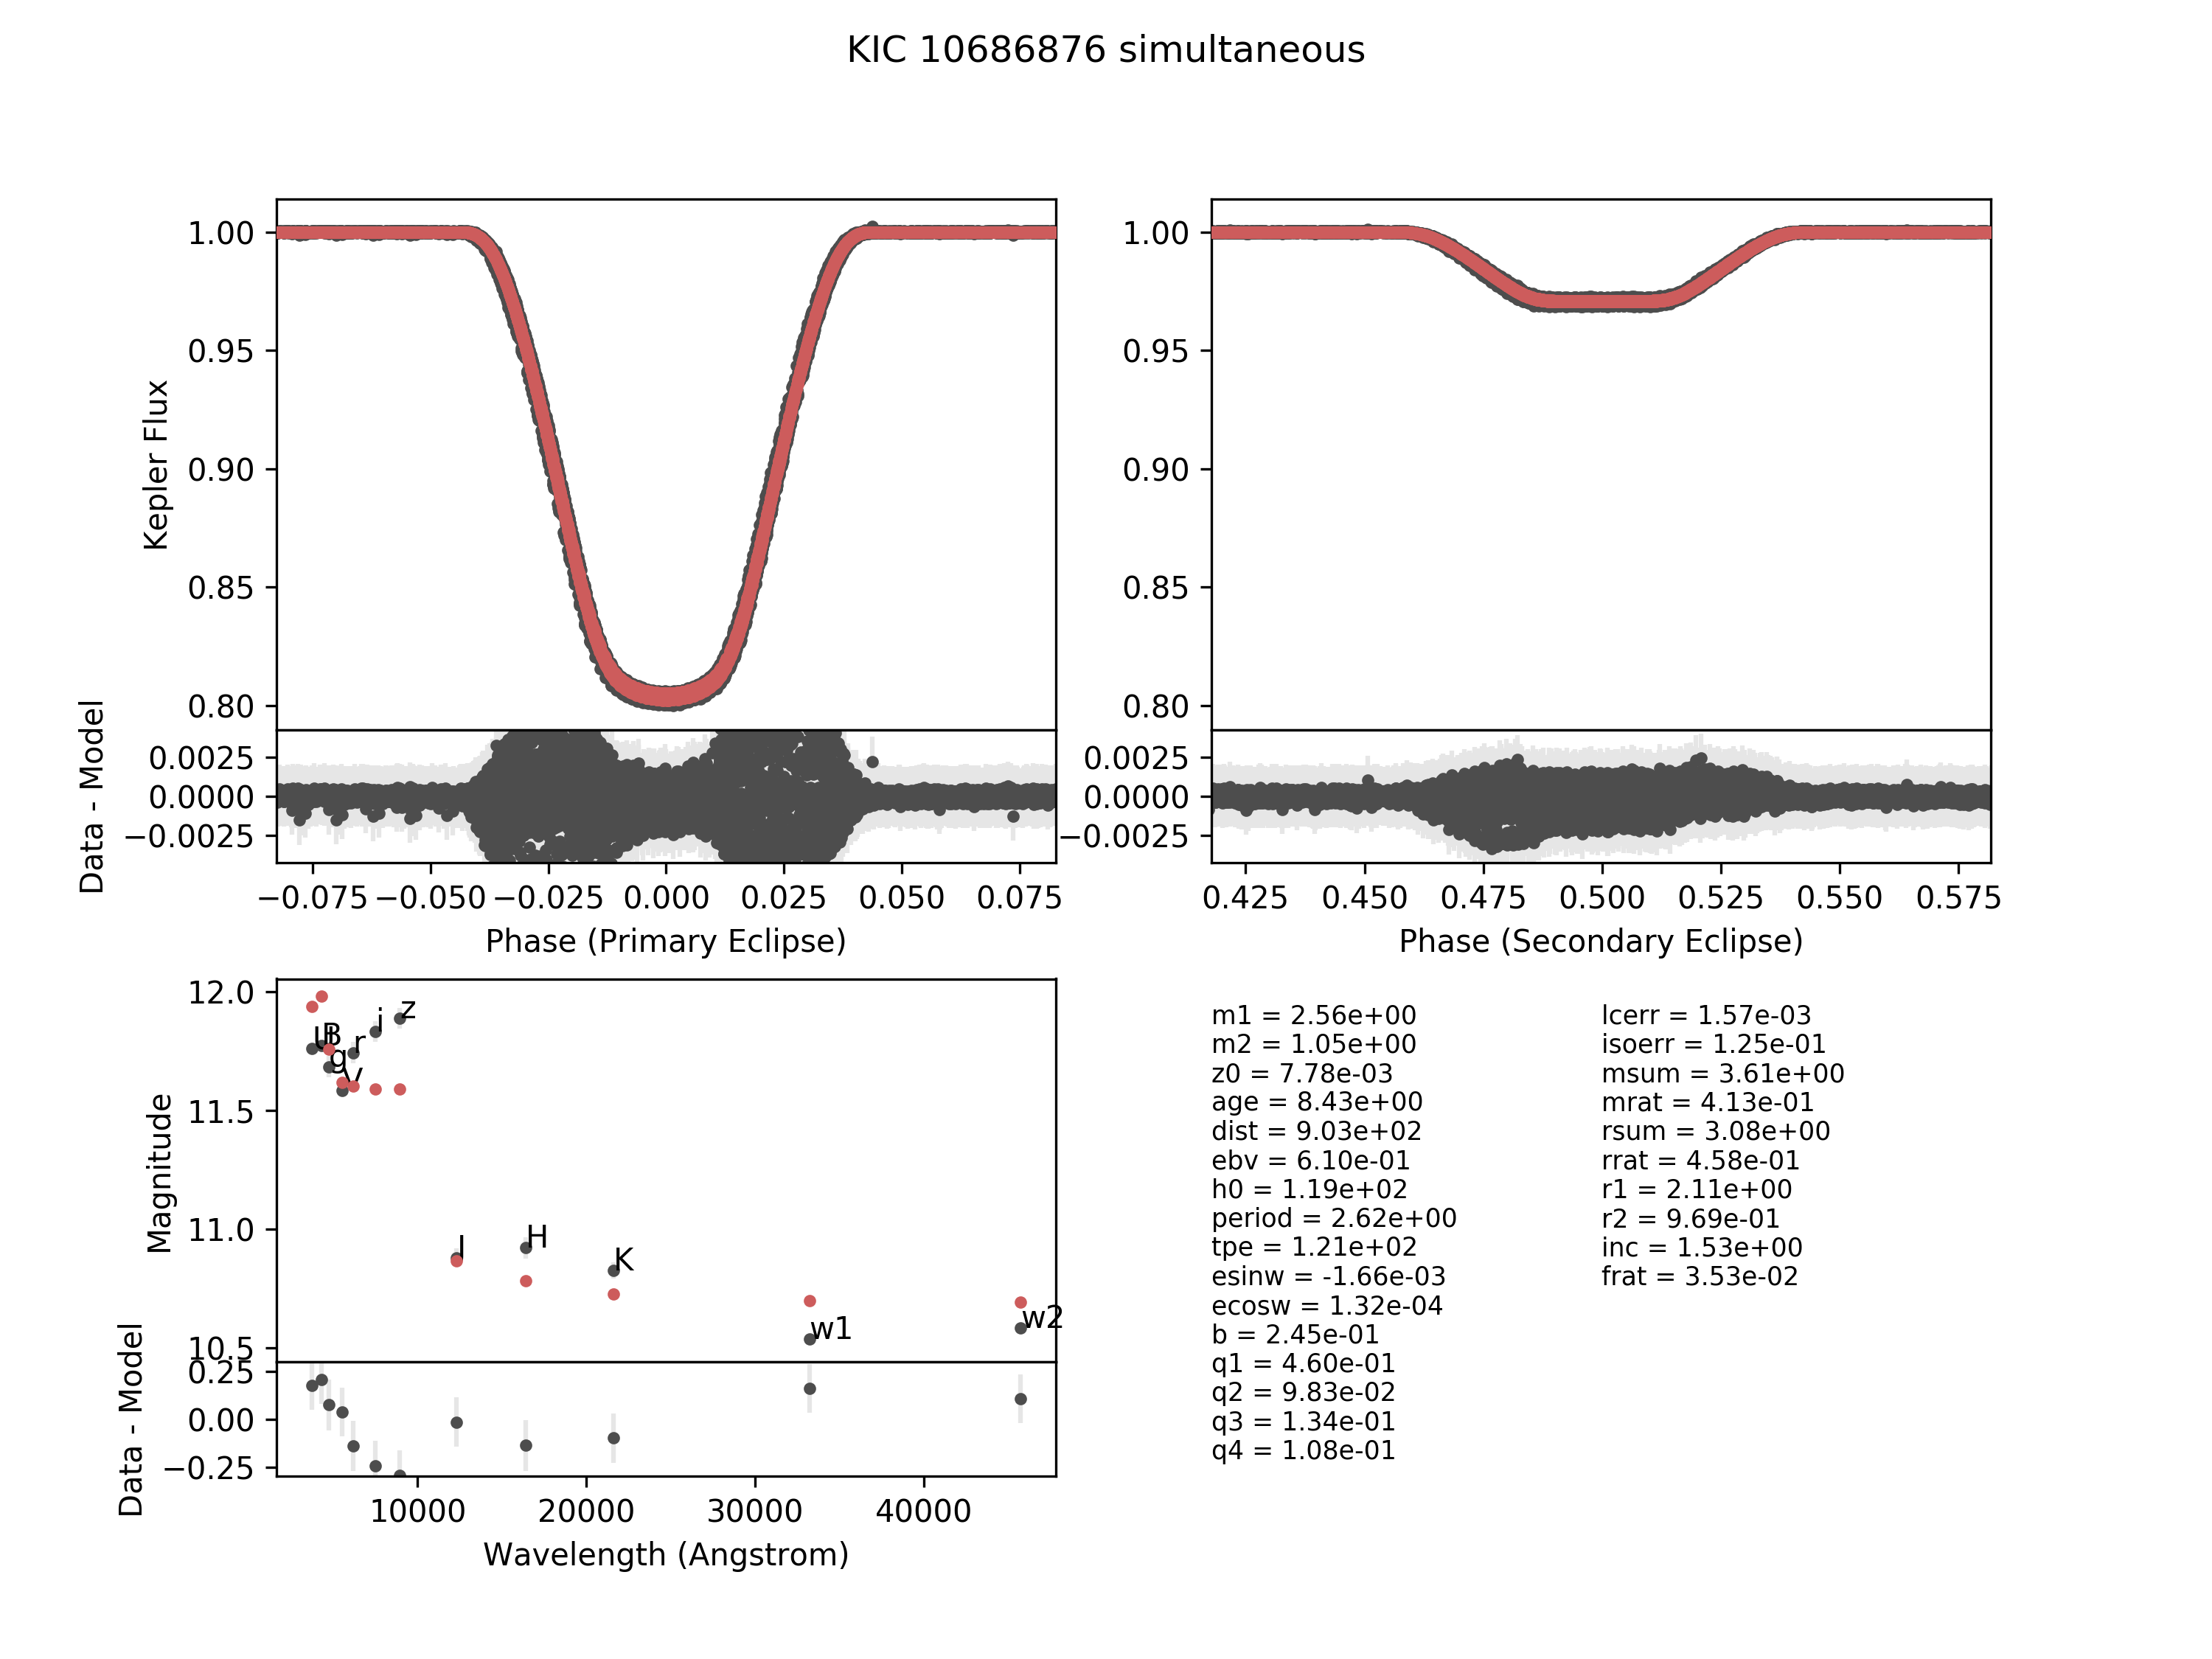 KIC 10686876 simultaneous
1.00
0.95
0.90
0.85
0.80
Kepler Flux
0.0025
0.0000
−0.0025
Data - Model
−0.075 −0.050 −0.025 0.000 0.025 0.050 0.075
Phase (Primary Eclipse)
1.00
0.95
0.90
0.85
0.80
0.0025
0.0000
−0.0025
0.425 0.450 0.475 0.500 0.525 0.550 0.575
Phase (Secondary Eclipse)
12.0
11.5
11.0
10.5
Magnitude
U B g V r i z J H K w1 w2
0.25
0.00
−0.25
Data - Model
10000 20000 30000 40000
Wavelength (Angstrom)
m1 = 2.56e+00
m2 = 1.05e+00
z0 = 7.78e-03
age = 8.43e+00
dist = 9.03e+02
ebv = 6.10e-01
h0 = 1.19e+02
period = 2.62e+00
tpe = 1.21e+02
esinw = -1.66e-03
ecosw = 1.32e-04
b = 2.45e-01
q1 = 4.60e-01
q2 = 9.83e-02
q3 = 1.34e-01
q4 = 1.08e-01
lcerr = 1.57e-03
isoerr = 1.25e-01
msum = 3.61e+00
mrat = 4.13e-01
rsum = 3.08e+00
rrat = 4.58e-01
r1 = 2.11e+00
r2 = 9.69e-01
inc = 1.53e+00
frat = 3.53e-02